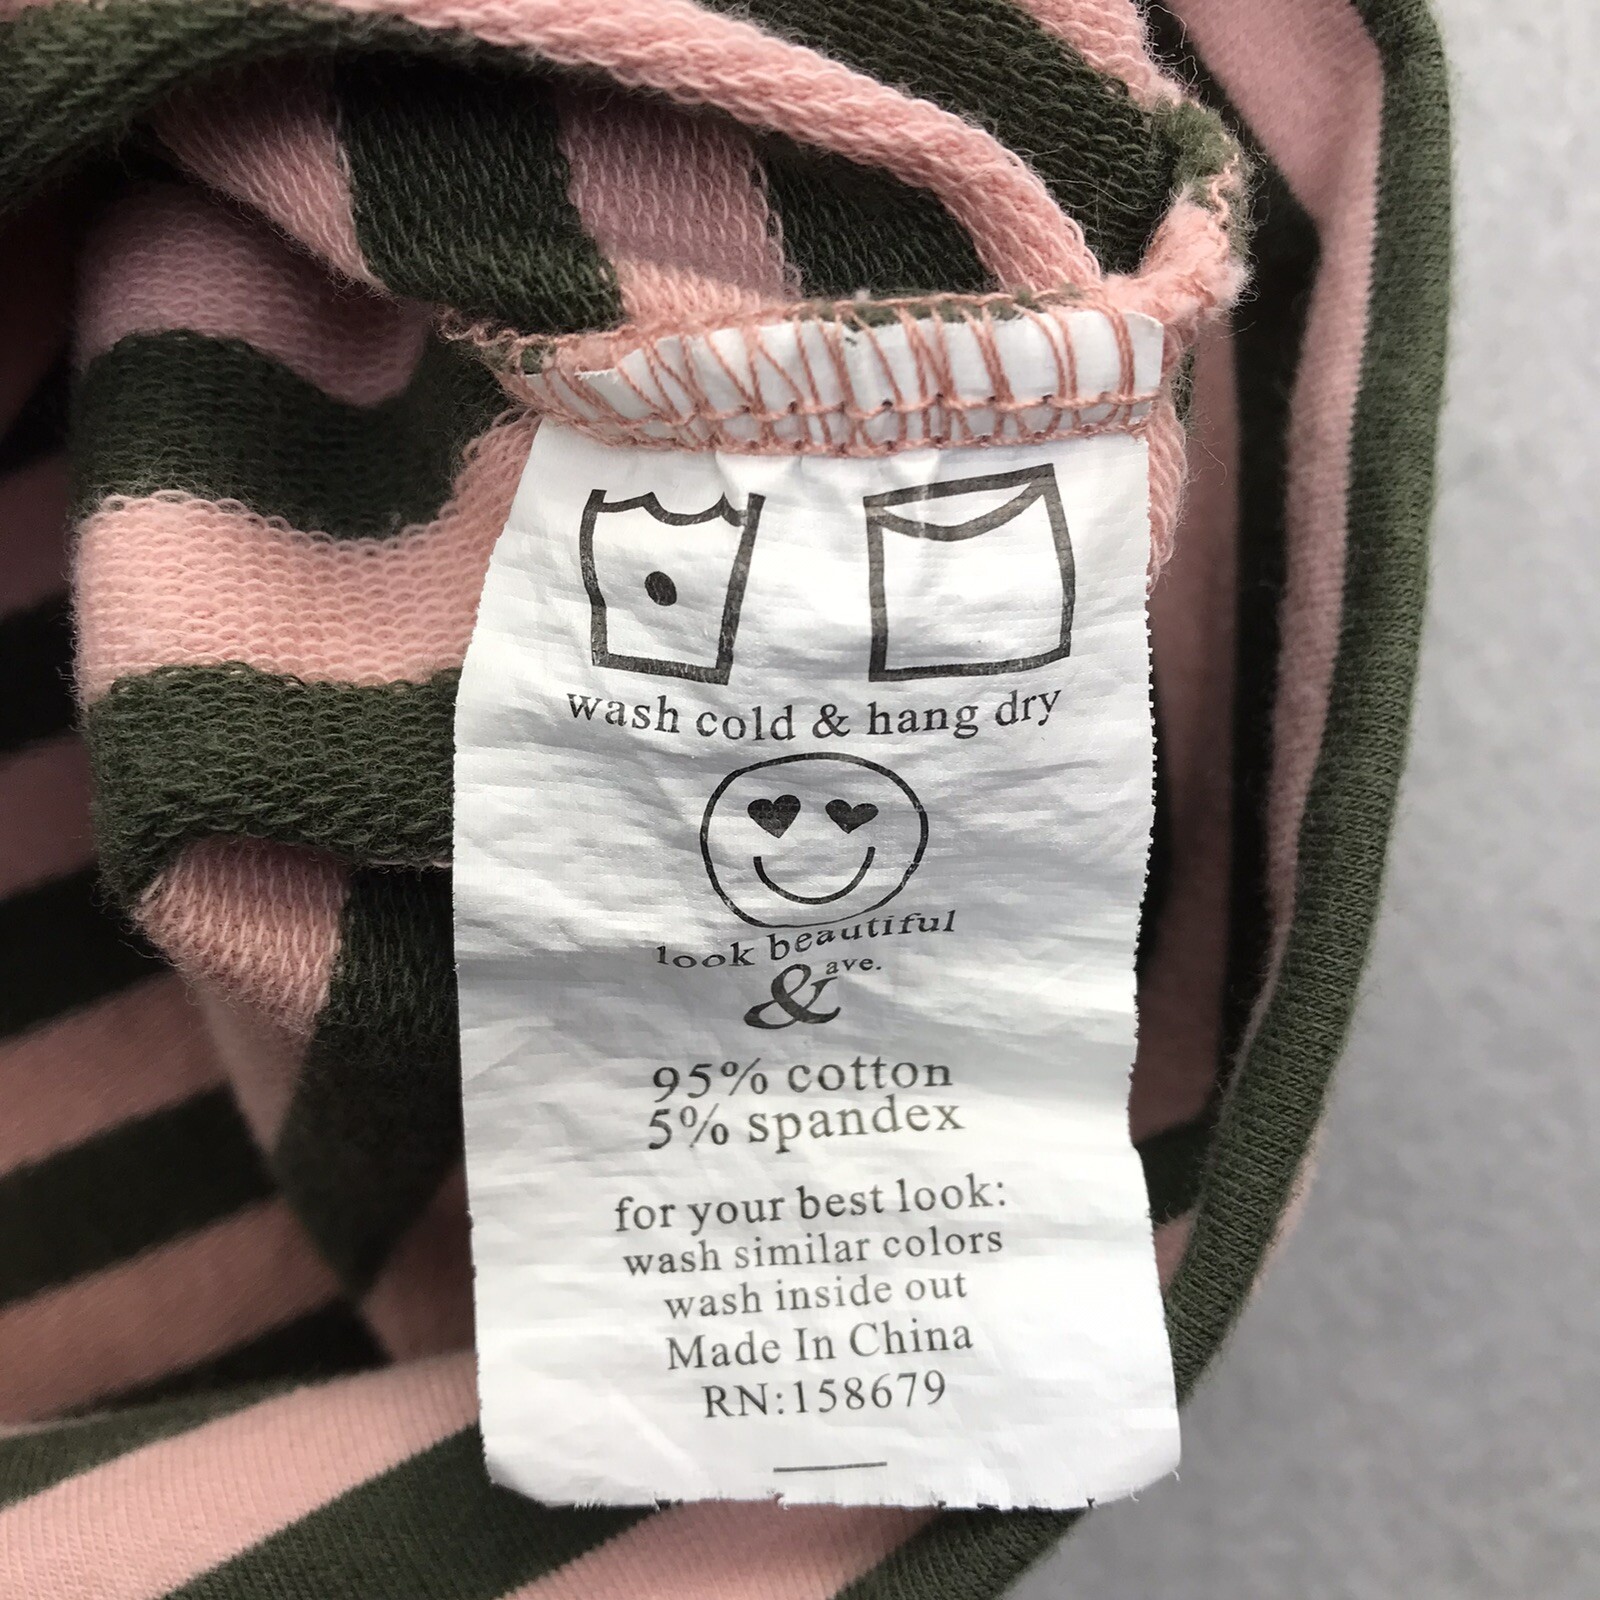 wash cold & hang dry
look beautiful
& ave.
95% cotton
5% spandex
for your best look:
wash similar colors
wash inside out
Made In China
RN:158679